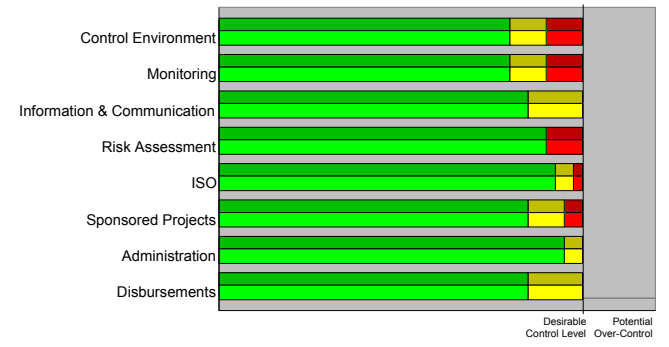 Control Environment
Monitoring
Information & Communication
Risk Assessment
ISO
Sponsored Projects
Administration
Disbursements
Desirable Potential
Control Level Over-Control